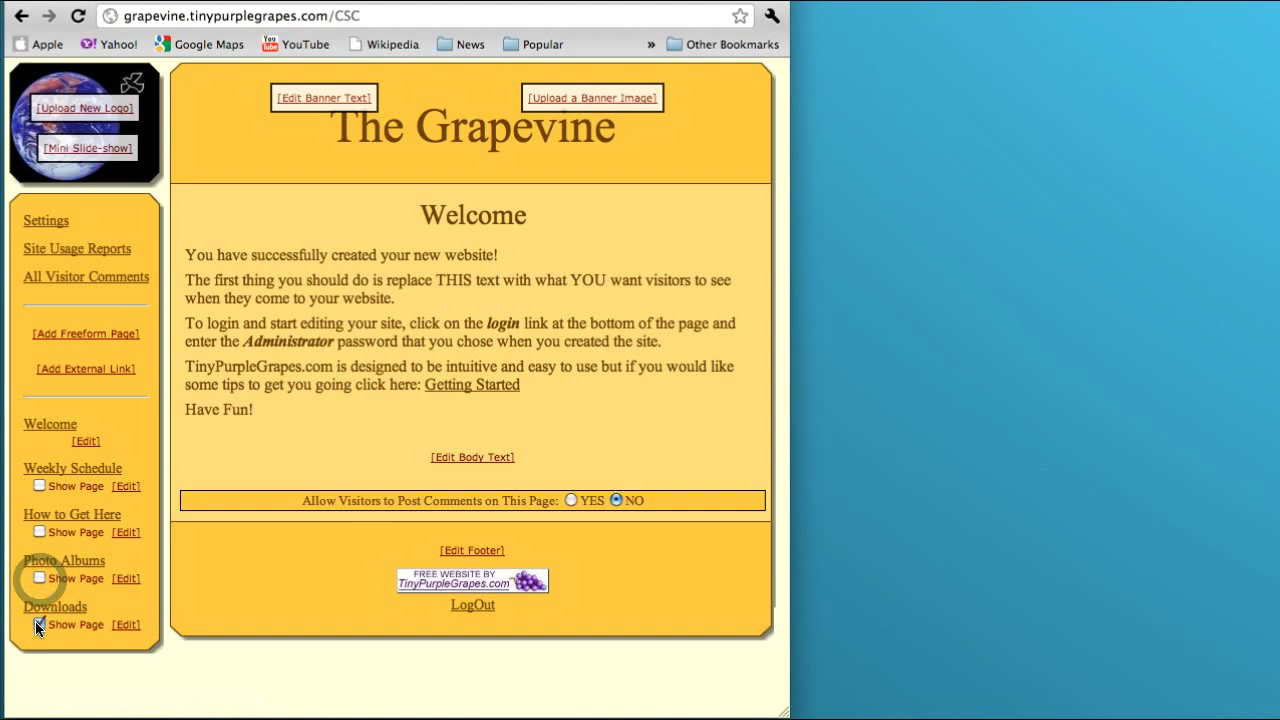 grapevine.tinypurplegrapes.com/CSC
Apple Yahoo! Google Maps YouTube Wikipedia News Popular » Other Bookmarks
[Upload New Logo]
[Mini Slide-show]
[Edit Banner Text] [Upload a Banner Image]
The Grapevine
Settings
Site Usage Reports
All Visitor Comments
[Add Freeform Page]
[Add External Link]
Welcome
[Edit]
Weekly Schedule
Show Page [Edit]
How to Get Here
Show Page [Edit]
Photo Albums
Show Page [Edit]
Downloads
Show Page [Edit]
Welcome
You have successfully created your new website!
The first thing you should do is replace THIS text with what YOU want visitors to see
when they come to your website.
To login and start editing your site, click on the login link at the bottom of the page and
enter the Administrator password that you chose when you created the site.
TinyPurpleGrapes.com is designed to be intuitive and easy to use but if you would like
some tips to get you going click here: Getting Started
Have Fun!
[Edit Body Text]
Allow Visitors to Post Comments on This Page: YES NO
[Edit Footer]
FREE WEBSITE BY
TinyPurpleGrapes.com
LogOut